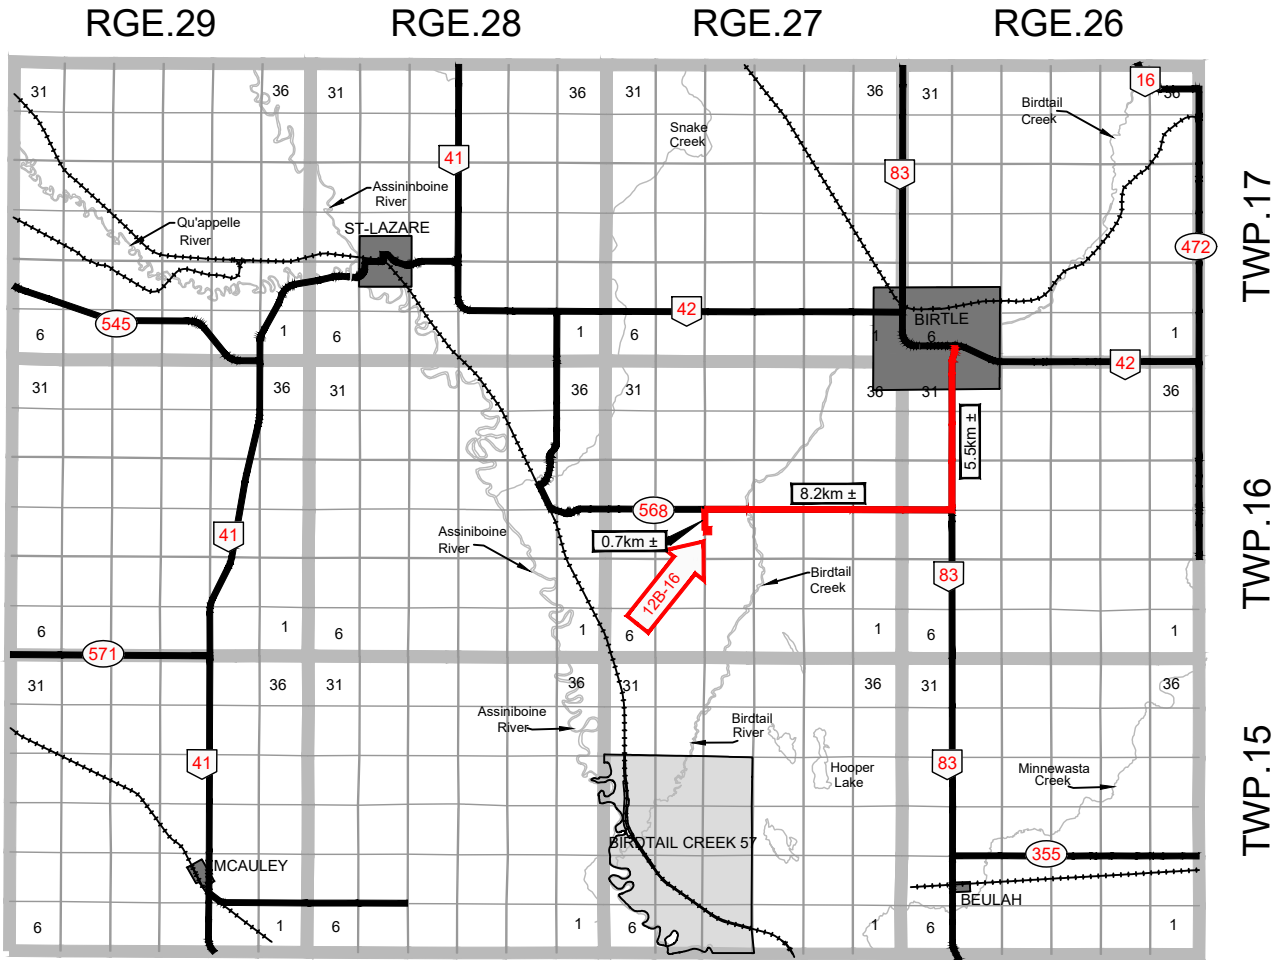 RGE.29 RGE.28 RGE.27 RGE.26
16
31 36 31 36 31 36 31 36
Birdtail
Creek
Snake
Creek
41
83
TWP.17
Assininboine
River
Qu'appelle
River
ST-LAZARE
472
42
545
BIRTLE
6 1 6 1 6 1 6 1
42
31 36 31 36 31 36 31 36
5.5km ±
8.2km ±
568
TWP.16
41
Assiniboine
River
0.7km ±
12B-16
Birdtail
Creek
83
6 1 6 1 6 1 6 1
571
31 36 31 36 31 36 31 36
Assiniboine
River
Birdtail
River
TWP.15
41
83
Hooper
Lake
Minnewasta
Creek
BIRDTAIL CREEK 57
355
MCAULEY
BEULAH
6 1 6 1 6 1 6 1